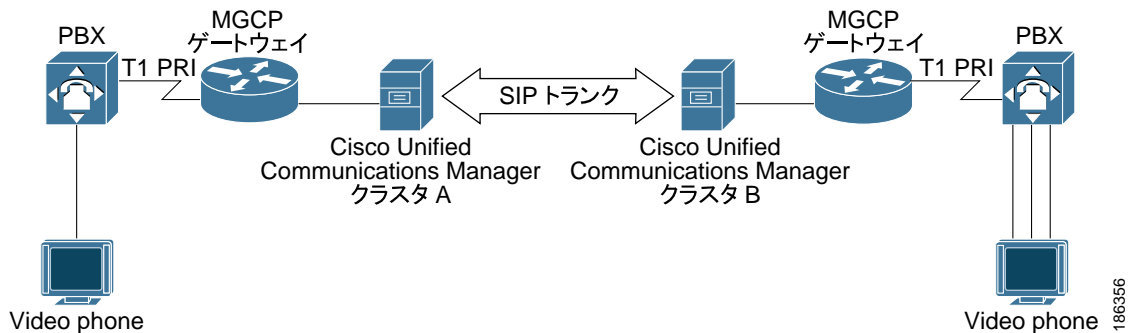 PBX
MGCP
ゲートウェイ
T1 PRI
SIP トランク
MGCP
ゲートウェイ
T1 PRI
PBX
Cisco Unified
Communications Manager
クラスタ A
Cisco Unified
Communications Manager
クラスタ B
Video phone
Video phone
186356